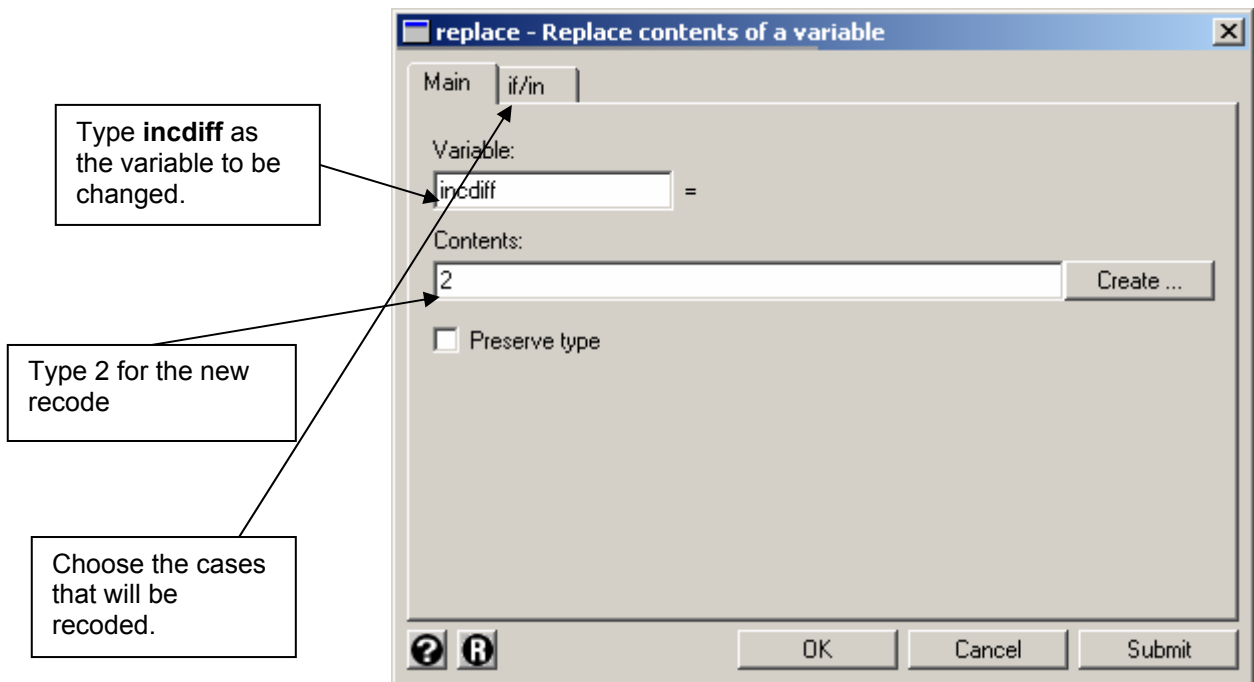 replace - Replace contents of a variable
Main
if/in
Type incdiff as
the variable to be
changed.
Variable:
incdiff
=
Contents:
2
Create ...
Preserve type
Type 2 for the new
recode
Choose the cases
that will be
recoded.
? R
OK
Cancel
Submit